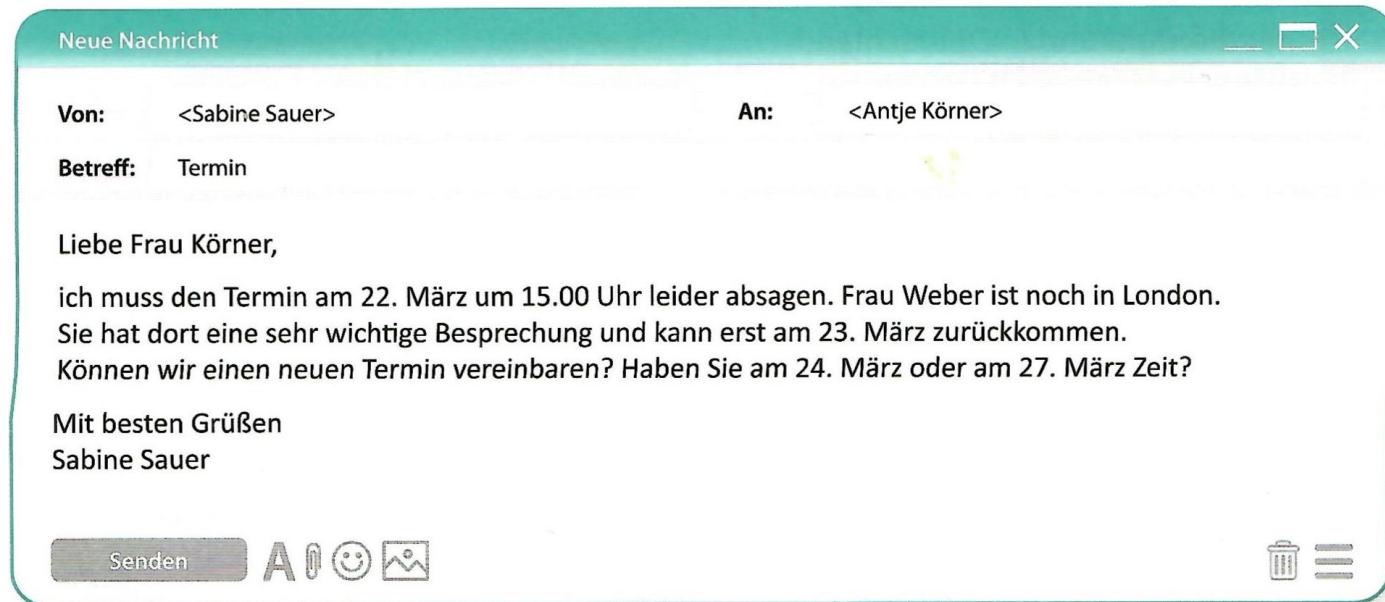 Neue Nachricht
Von: <Sabine Sauer> An: <Antje Körner>
Betreff: Termin
Liebe Frau Körner,
ich muss den Termin am 22. März um 15.00 Uhr leider absagen. Frau Weber ist noch in London.
Sie hat dort eine sehr wichtige Besprechung und kann erst am 23. März zurückkommen.
Können wir einen neuen Termin vereinbaren? Haben Sie am 24. März oder am 27. März Zeit?
Mit besten Grüßen
Sabine Sauer
Senden A